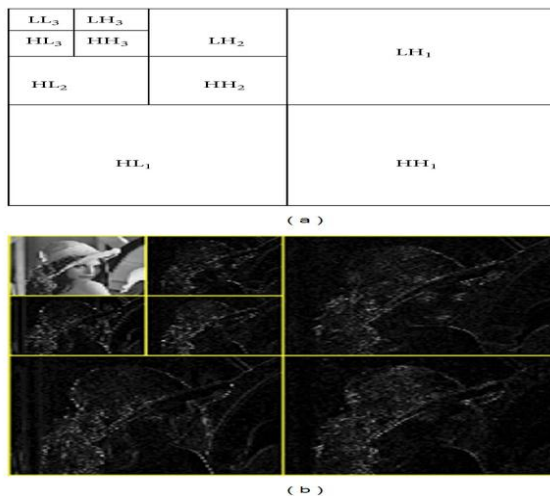 LL₃ LH₃
HL₃ HH₃ LH₂
LH₁
HL₂ HH₂
HL₁ HH₁
( a )
( b )